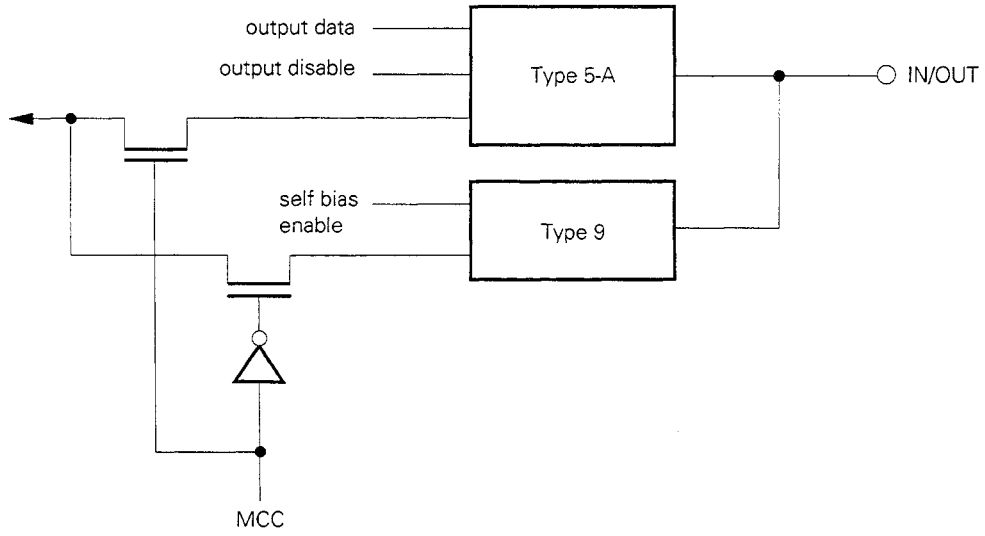 output data
output disable
Type 5-A
IN/OUT
self bias
enable
Type 9
MCC